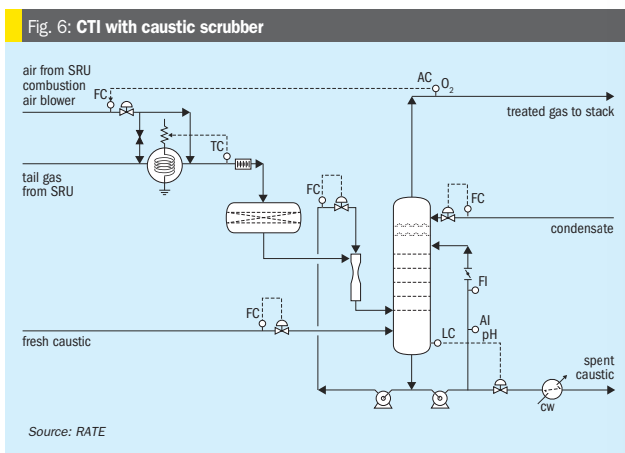 Fig. 6: CTI with caustic scrubber
air from SRU
combustion
air blower
FC
AC
O2
treated gas to stack
TC
tail gas
from SRU
FC
FC
condensate
FI
FC
fresh caustic
LC
AI
pH
spent
caustic
cw
Source: RATE